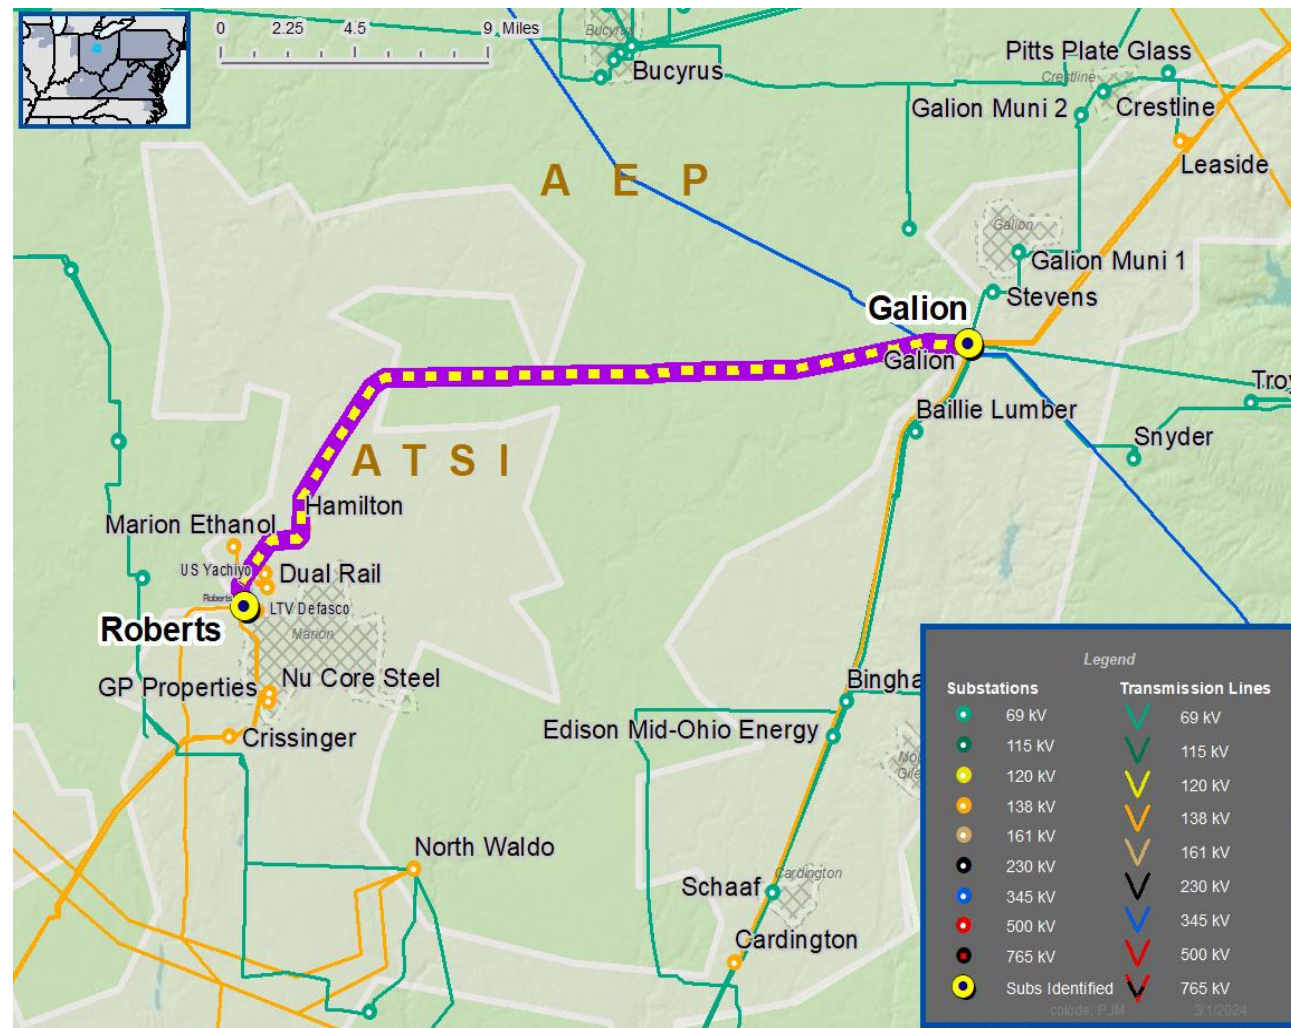 0 2.25 4.5 9 Miles
Bucyrus
Bucyrus
Pitts Plate Glass
Crestline
Galion Muni 2
Crestline
Leaside
A E P
Galion
Galion Muni 1
Stevens
Galion
Galion
Troy
Baillie Lumber
Snyder
A T S I
Hamilton
Marion Ethanol
US Yachiyo
Dual Rail
Roberts
LTV Defasco
Roberts
Marion
Nu Core Steel
GP Properties
Crissinger
Bingha
Edison Mid-Ohio Energy
North Waldo
Schaaf
Cardington
Cardington
Legend
Substations Transmission Lines
69 kV 69 kV
115 kV 115 kV
120 kV 120 kV
138 kV 138 kV
161 kV 161 kV
230 kV 230 kV
345 kV 345 kV
500 kV 500 kV
765 kV 765 kV
Subs Identified
PJM 3/1/2024